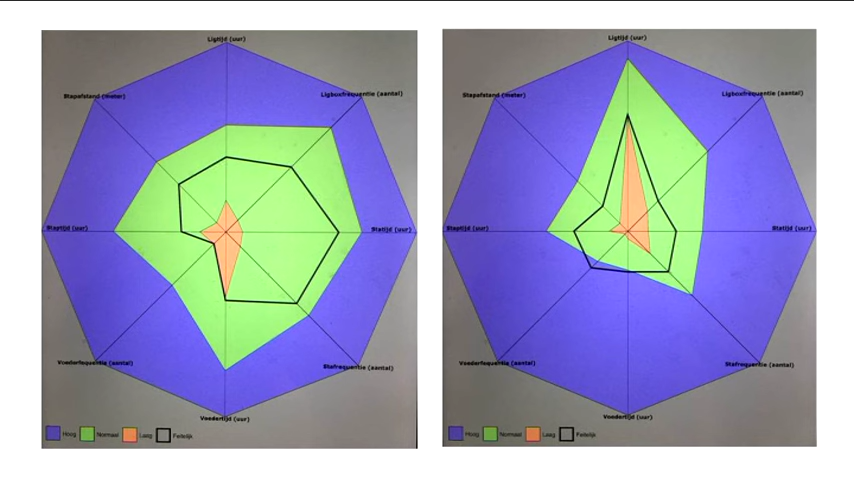 Ligtijd (uur)
Stapafstand (meter)
Ligboxfrequentie (aantal)
Staptijd (uur)
Statijd (uur)
Voederfrequentie (aantal)
Stafrequentie (aantal)
Voedertijd (uur)
Hoog
Normaal
Laag
Feitelijk
Ligtijd (uur)
Stapafstand (meter)
Ligboxfrequentie (aantal)
Staptijd (uur)
Statijd (uur)
Voederfrequentie (aantal)
Stafrequentie (aantal)
Voedertijd (uur)
Hoog
Normaal
Laag
Feitelijk